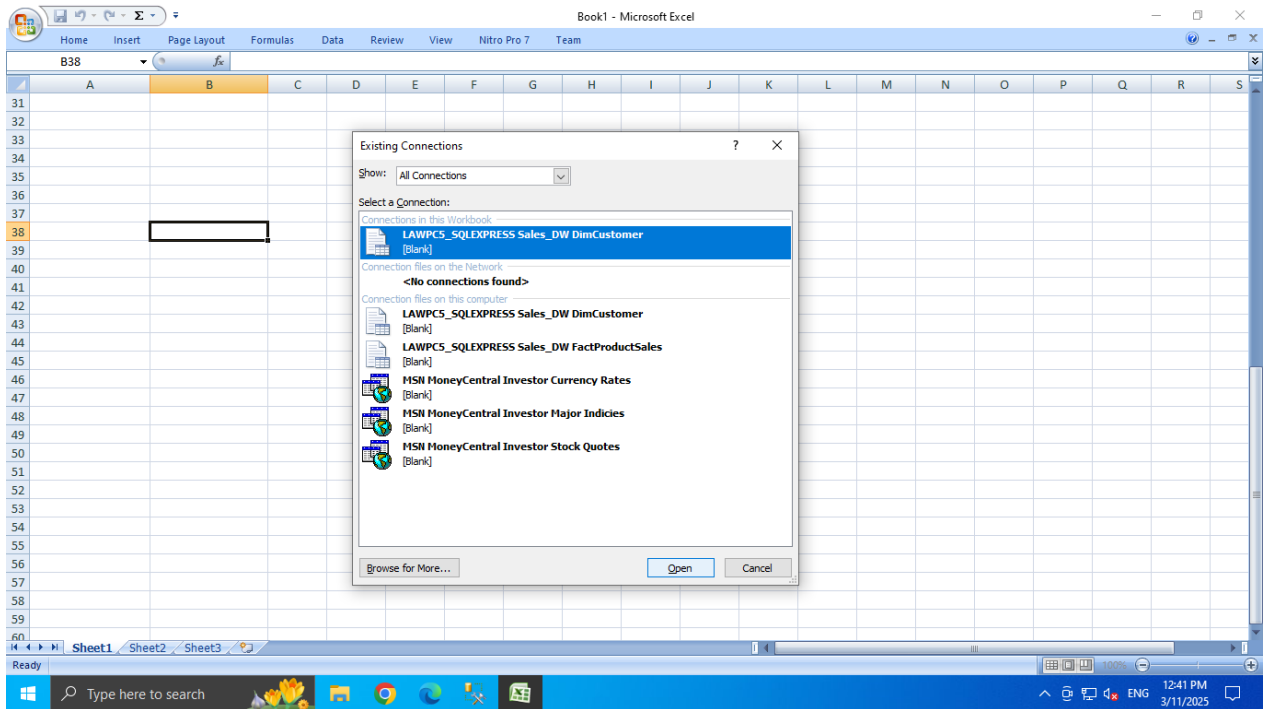 Book1 - Microsoft Excel
Home Insert Page Layout Formulas Data Review View Nitro Pro 7 Team
B38 fx
A B C D E F G H I J K L M N O P Q R S
31
32
33
34
35
36
37
38
39
40
41
42
43
44
45
46
47
48
49
50
51
52
53
54
55
56
57
58
59
60
Existing Connections ?
Show: All Connections
Select a Connection:
Connections in this Workbook
LAWPC5_SQLEXPRESS Sales_DW DimCustomer
[Blank]
Connection files on the Network
<No connections found>
Connection files on this computer
LAWPC5_SQLEXPRESS Sales_DW DimCustomer
[Blank]
LAWPC5_SQLEXPRESS Sales_DW FactProductSales
[Blank]
MSN MoneyCentral Investor Currency Rates
[Blank]
MSN MoneyCentral Investor Major Indicies
[Blank]
MSN MoneyCentral Investor Stock Quotes
[Blank]
Browse for More... Open Cancel
Sheet1 Sheet2 Sheet3
Ready 100%
Type here to search ENG 12:41 PM
3/11/2025